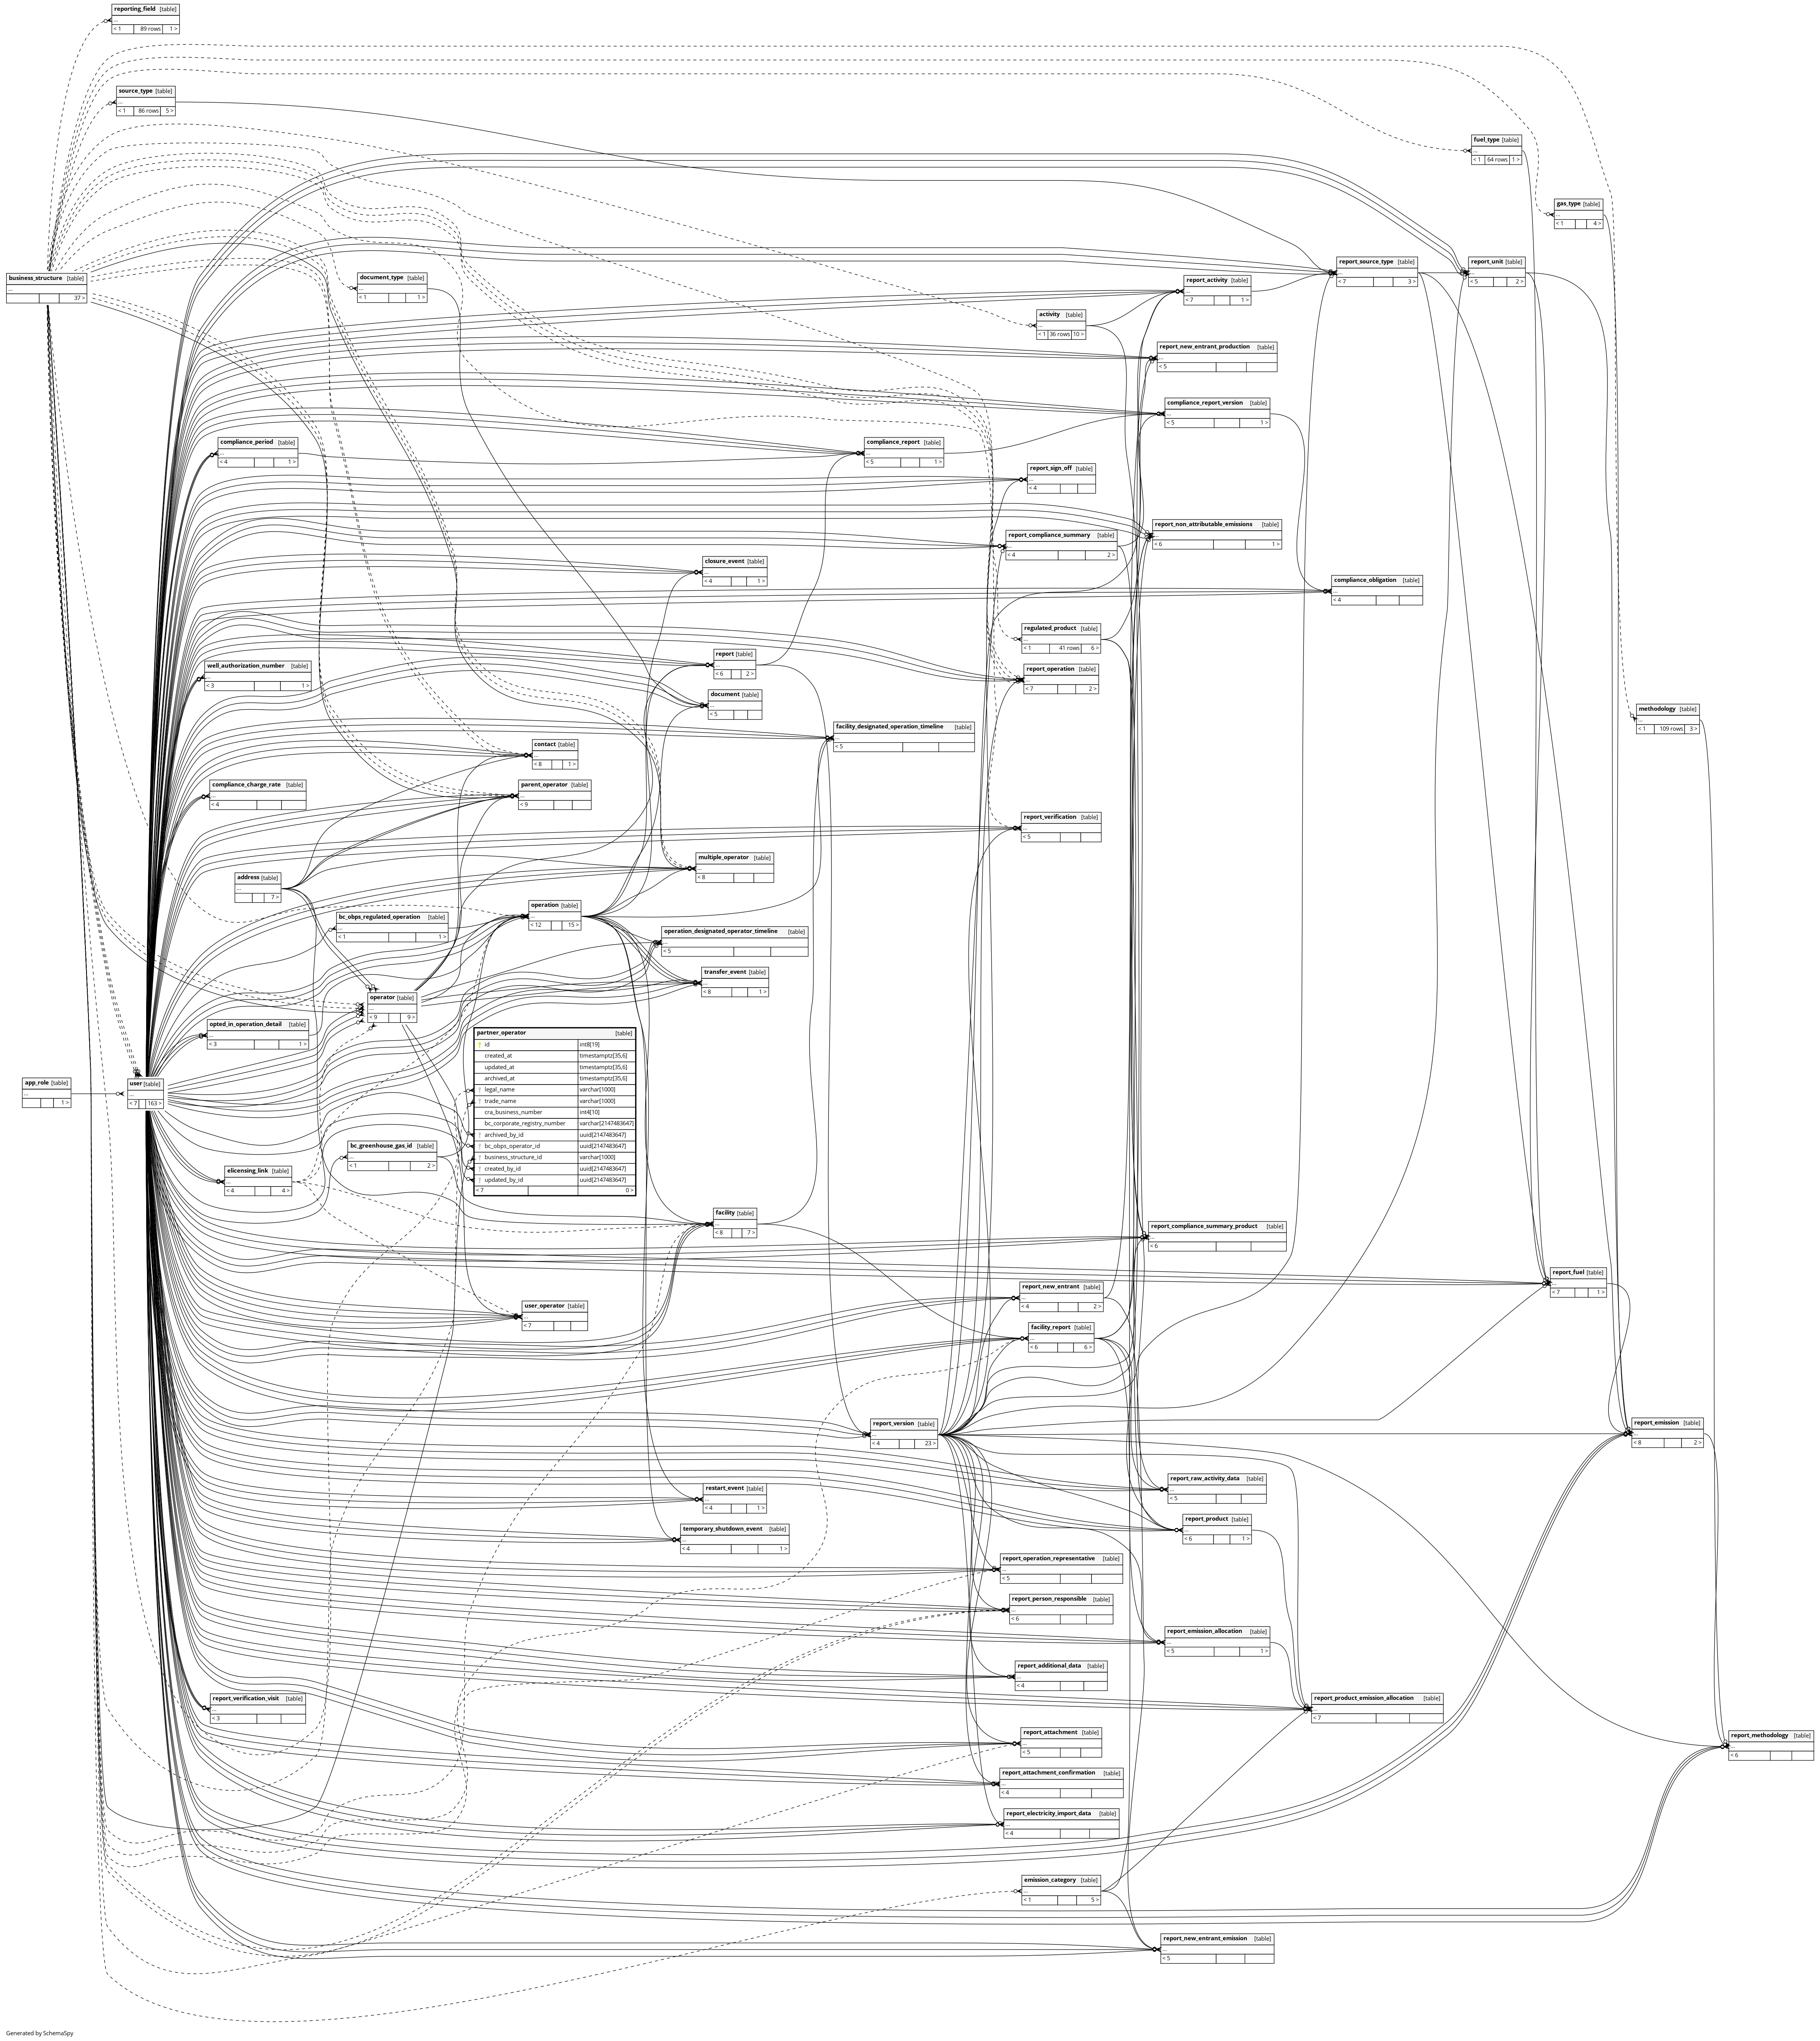 reporting_field [table]
...
< 1 89 rows 1 >
source_type [table]
...
< 1 86 rows 5 >
fuel_type [table]
...
< 1 64 rows 1 >
gas_type [table]
...
< 1 4 >
business_structure [table]
...
37 >
document_type [table]
...
< 1 1 >
report_source_type [table]
...
< 7 3 >
report_unit [table]
...
< 5 2 >
report_activity [table]
...
< 7 1 >
activity [table]
...
< 1 36 rows 10 >
report_new_entrant_production [table]
...
< 5
compliance_report_version [table]
...
< 5 1 >
compliance_period [table]
...
< 4 1 >
compliance_report [table]
...
< 5 1 >
report_sign_off [table]
...
< 4
report_non_attributable_emissions [table]
...
< 6 1 >
report_compliance_summary [table]
...
< 4 2 >
closure_event [table]
...
< 4 1 >
compliance_obligation [table]
...
< 4
regulated_product [table]
...
< 1 41 rows 6 >
report [table]
...
< 6 2 >
well_authorization_number [table]
...
< 3 1 >
report_operation [table]
...
< 7 2 >
document [table]
...
< 5
methodology [table]
...
< 1 109 rows 3 >
facility_designated_operation_timeline [table]
...
< 5
contact [table]
...
< 8 1 >
compliance_charge_rate [table]
...
< 4
parent_operator [table]
...
< 9
report_verification [table]
...
< 5
multiple_operator [table]
...
< 8
address [table]
...
7 >
operation [table]
...
< 12 15 >
bc_obps_regulated_operation [table]
...
< 1 1 >
operation_designated_operator_timeline [table]
...
< 5
transfer_event [table]
...
< 8 1 >
operator [table]
...
< 9 9 >
opted_in_operation_detail [table]
...
< 3 1 >
partner_operator [table]
id int8[19]
created_at timestamptz[35,6]
updated_at timestamptz[35,6]
archived_at timestamptz[35,6]
legal_name varchar[1000]
trade_name varchar[1000]
cra_business_number int4[10]
bc_corporate_registry_number varchar[2147483647]
archived_by_id uuid[2147483647]
bc_obps_operator_id uuid[2147483647]
business_structure_id varchar[1000]
created_by_id uuid[2147483647]
updated_by_id uuid[2147483647]
< 7 0 >
app_role [table]
...
1 >
user [table]
...
< 7 163 >
bc_greenhouse_gas_id [table]
...
< 1 2 >
elicensing_link [table]
...
< 4 4 >
facility [table]
...
< 8 7 >
report_compliance_summary_product [table]
...
< 6
report_fuel [table]
...
< 7 1 >
report_new_entrant [table]
...
< 4 2 >
user_operator [table]
...
< 7
facility_report [table]
...
< 6 6 >
report_version [table]
...
< 4 23 >
report_emission [table]
...
< 8 2 >
report_raw_activity_data [table]
...
< 5
restart_event [table]
...
< 4 1 >
report_product [table]
...
< 6 1 >
temporary_shutdown_event [table]
...
< 4 1 >
report_operation_representative [table]
...
< 5
report_person_responsible [table]
...
< 6
report_emission_allocation [table]
...
< 5 1 >
report_additional_data [table]
...
< 4
report_verification_visit [table]
...
< 3
report_product_emission_allocation [table]
...
< 7
report_attachment [table]
...
< 5
report_methodology [table]
...
< 6
report_attachment_confirmation [table]
...
< 4
report_electricity_import_data [table]
...
< 4
emission_category [table]
...
< 1 5 >
report_new_entrant_emission [table]
...
< 5
Generated by SchemaSpy